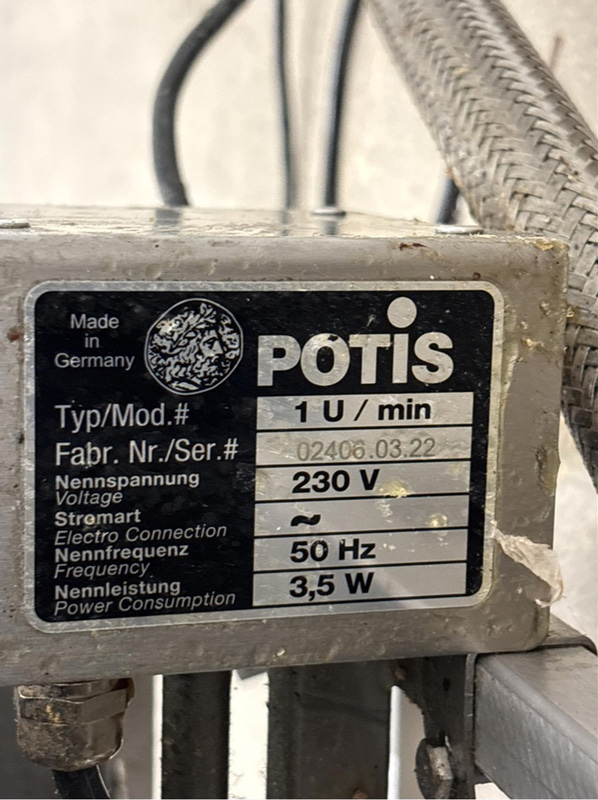 Made
in
Germany
POTIS
Typ/Mod.# 1 U / min
Fabr. Nr./Ser.# 02406.03.22
Nennspannung 230 V
Voltage
Stromart ~
Electro Connection
Nennfrequenz 50 Hz
Frequency
Nennleistung 3,5 W
Power Consumption